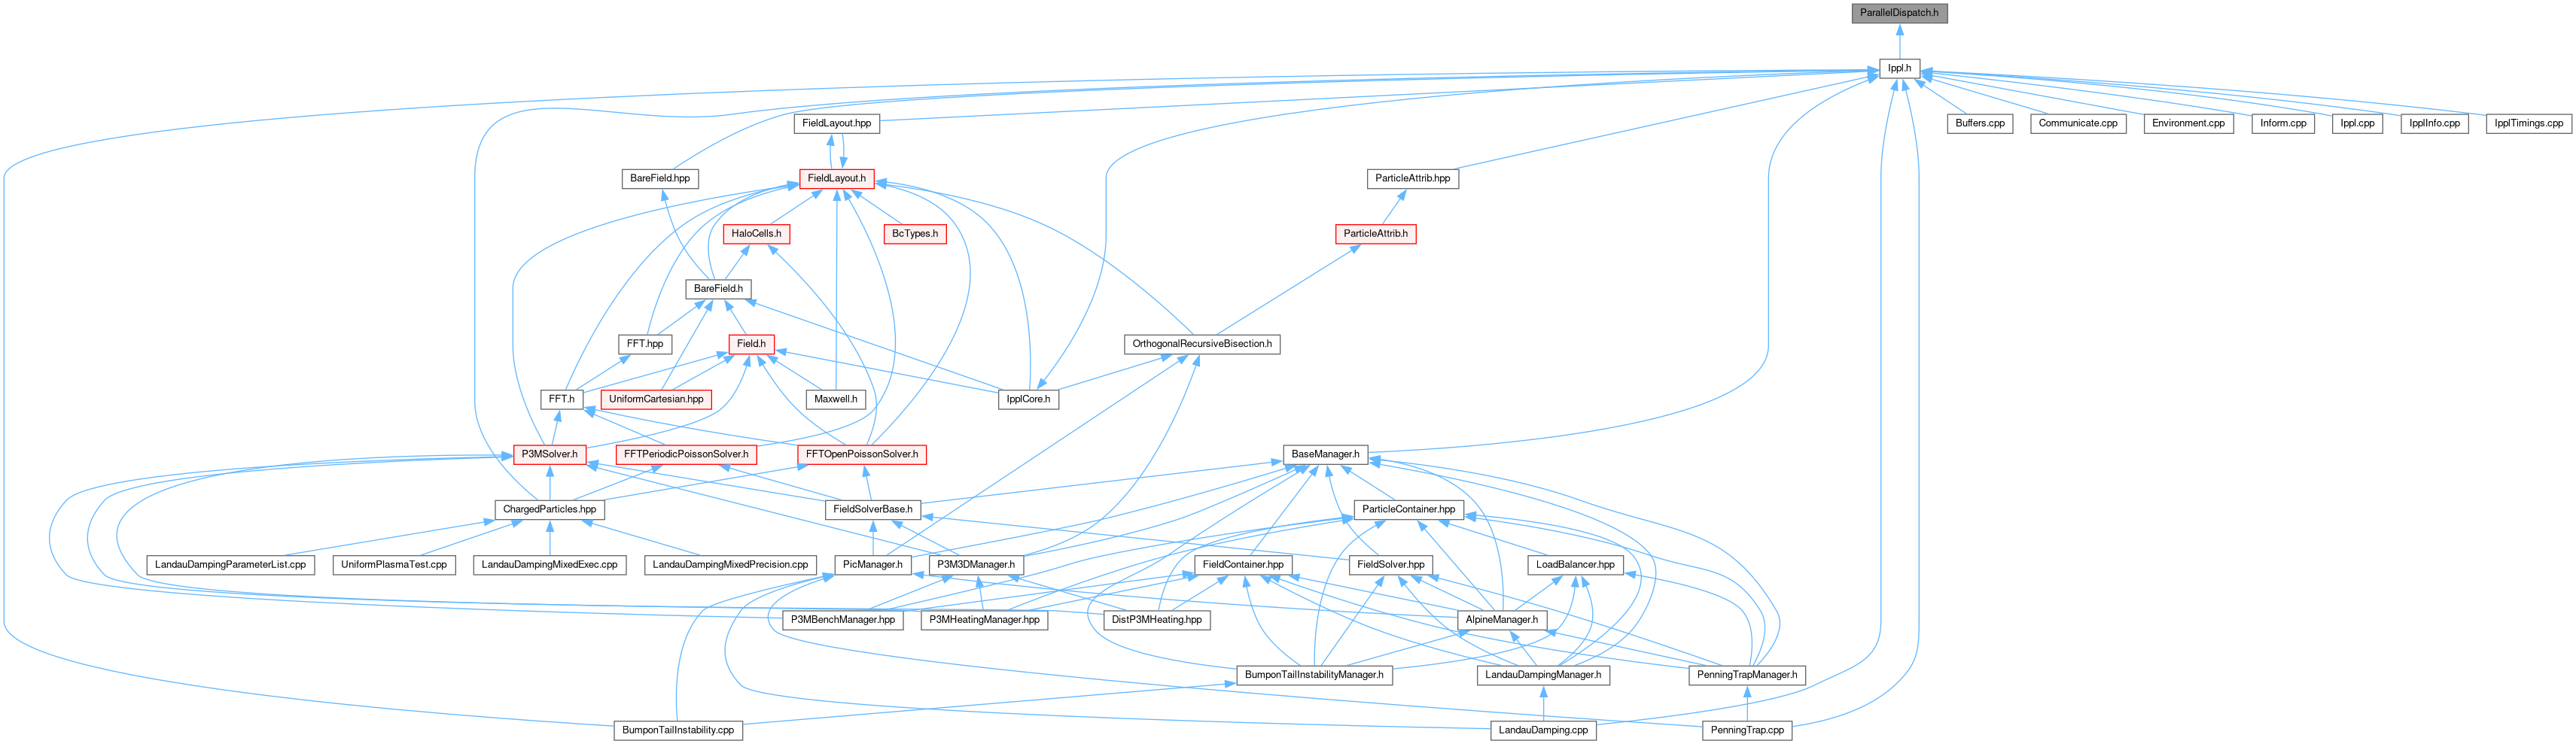 ParallelDispatch.h
Ippl.h
FieldLayout.hpp
Buffers.cpp
Communicate.cpp
Environment.cpp
Inform.cpp
Ippl.cpp
IpplInfo.cpp
IpplTimings.cpp
BareField.hpp
FieldLayout.h
ParticleAttrib.hpp
HaloCells.h
BcTypes.h
ParticleAttrib.h
BareField.h
FFT.hpp
Field.h
OrthogonalRecursiveBisection.h
FFT.h
UniformCartesian.hpp
Maxwell.h
IpplCore.h
P3MSolver.h
FFTPeriodicPoissonSolver.h
FFTOpenPoissonSolver.h
BaseManager.h
ChargedParticles.hpp
FieldSolverBase.h
ParticleContainer.hpp
LandauDampingParameterList.cpp
UniformPlasmaTest.cpp
LandauDampingMixedExec.cpp
LandauDampingMixedPrecision.cpp
PicManager.h
P3M3DManager.h
FieldContainer.hpp
FieldSolver.hpp
LoadBalancer.hpp
P3MBenchManager.hpp
P3MHeatingManager.hpp
DistP3MHeating.hpp
AlpineManager.h
BumponTailInstabilityManager.h
LandauDampingManager.h
PenningTrapManager.h
BumponTailInstability.cpp
LandauDamping.cpp
PenningTrap.cpp